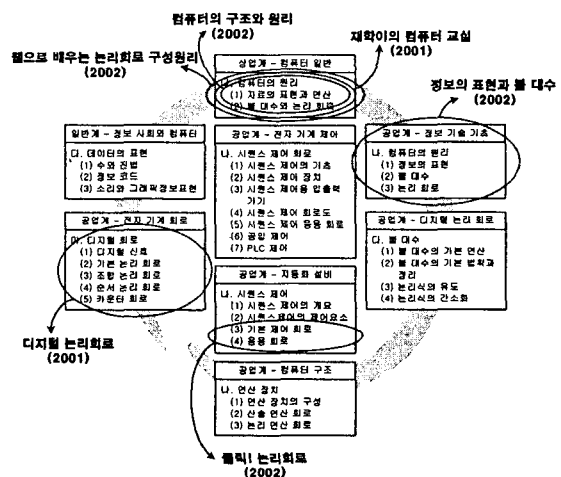 컴퓨터의 구조와 원리
(2002)
웹으로 배우는 논리회로 구성원리
(2002)
재학이의 컴퓨터 교실
(2001)
정보의 표현과 불 대수
(2002)
상업계 - 컴퓨터 일반
나. 컴퓨터의 원리
(1) 자료의 표현과 연산
(2) 불 대수와 논리 회로
일반계 - 정보 사회와 컴퓨터
다. 데이터의 표현
(1) 수와 진법
(2) 정보 코드
(3) 소리와 그래픽정보표현
공업계 - 전자 기계 제어
나. 시퀀스 제어 회로
(1) 시퀀스 제어의 기초
(2) 시퀀스 제어 장치
(3) 시퀀스 제어용 입출력
기기
(4) 시퀀스 제어 회로도
(5) 시퀀스 제어 응용 회로
(6) 공압 제어
(7) PLC 제어
공업계 - 정보 기술 기초
나. 컴퓨터의 원리
(1) 정보의 표현
(2) 불 대수
(3) 논리 회로
공업계 - 전자 기계 회로
디지털 회로
(1) 디지털 신호
(2) 기본 논리 회로
(3) 조합 논리 회로
(4) 순서 논리 회로
(5) 카운터 회로
공업계 - 디지털 논리 회로
다. 불 대수
(1) 불 대수의 기본 연산
(2) 불 대수의 기본 법칙과
정리
(3) 논리식의 유도
(4) 논리식의 간소화
공업계 - 자동화 설비
나. 시퀀스 제어
(1) 시퀀스 제어의 개요
(2) 시퀀스제어의 제어요소
(3) 기본 제어 회로
(4) 응용 회로
디지털 논리회로
(2001)
공업계 - 컴퓨터 구조
나. 연산 장치
(1) 연산 장치의 구성
(2) 산술 연산 회로
(3) 논리 연산 회로
클릭! 논리회로
(2002)